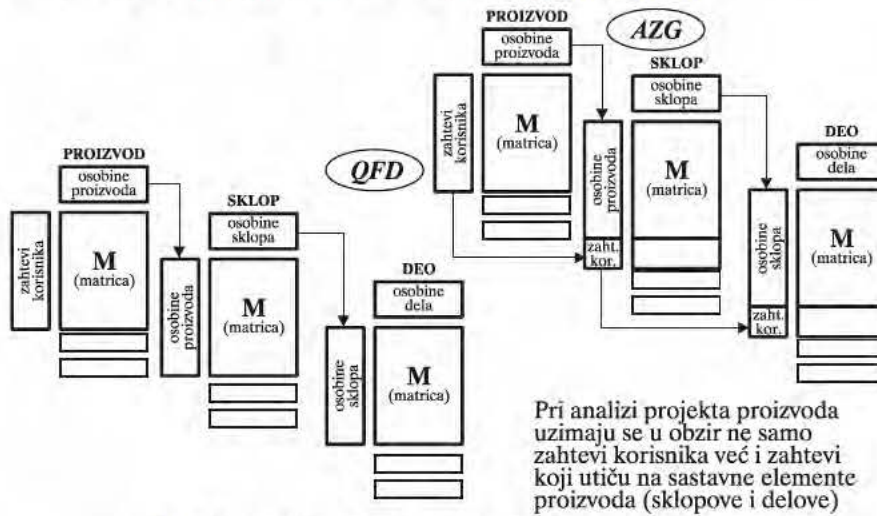 PROIZVOD
osobine
proizvoda
AZG
zahtevi
korisnika
M
(matrica)
SKLOP
osobine
sklopa
osobine
proizvoda
zaht.
kor.
M
(matrica)
DEO
osobine
dela
osobine
sklopa
zaht.
kor.
M
(matrica)
QFD
PROIZVOD
osobine
proizvoda
zahtevi
korisnika
M
(matrica)
SKLOP
osobine
sklopa
osobine
proizvoda
M
(matrica)
DEO
osobine
dela
osobine
sklopa
M
(matrica)
Pri analizi projekta proizvoda
uzimaju se u obzir ne samo
zahtevi korisnika već i zahtevi
koji utiču na sastavne elemente
proizvoda (sklopove i delove)